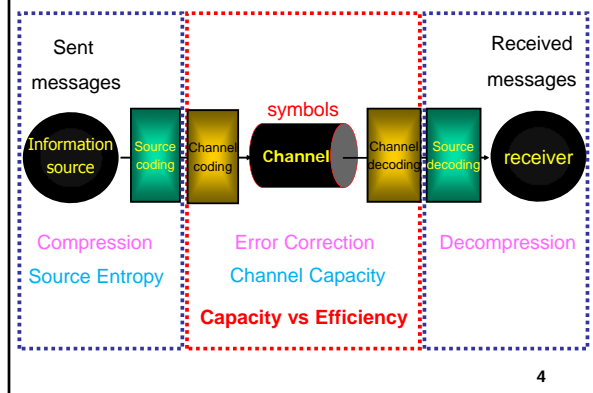 Sent
messages
Received
messages
symbols
Information
source
Source
coding
Channel
coding
Channel
Channel
decoding
Source
decoding
receiver
Compression
Source Entropy
Error Correction
Channel Capacity
Capacity vs Efficiency
Decompression
4